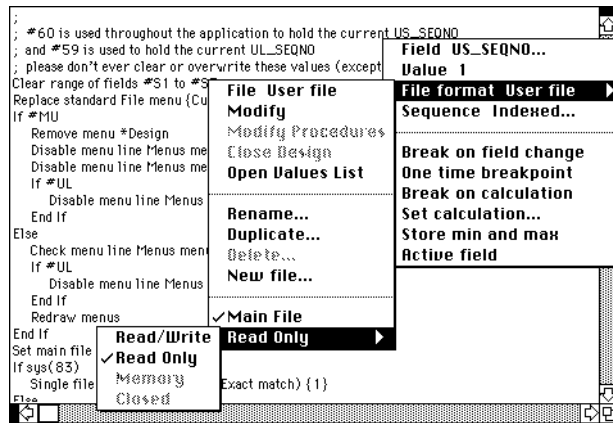 ;
; #60 is used throughout the application to hold the current US_SEQNO
; and #59 is used to hold the current UL_SEQNO
; please don't ever clear or overwrite these values (except
Clear range of fields #S1 to #S
Replace standard File menu {Cu
If #MU
Remove menu *Design
Disable menu line Menus me
Disable menu line Menus me
If #UL
Disable menu line Menus
End If
Else
Check menu line Menus menu
If #UL
Disable menu line Menus
End If
Redraw menus
End If
Set main file
If sys(83)
Single file
Exact match) {1}
Else
Field US_SEQNO...
Value 1
File format User file
Sequence Indexed...
Break on field change
One time breakpoint
Break on calculation
Set calculation...
Store min and max
Active field
File User file
Modify
Modify Procedures
Close Design
Open Values List
Rename...
Duplicate...
Delete...
New file...
✓Main File
Read Only
Read/Write
✓Read Only
Memory
Closed